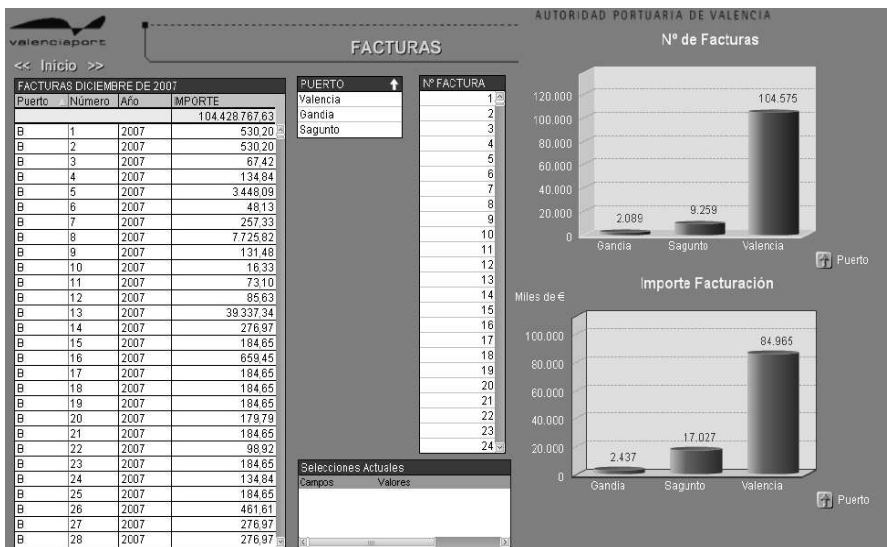 AUTORIDAD PORTUARIA DE VALENCIA
valenciaport
FACTURAS
<< Inicio >>
FACTURAS DICIEMBRE DE 2007
Puerto Número Año IMPORTE
104.428.767,63
B 1 2007 530,20
B 2 2007 530,20
B 3 2007 67,42
B 4 2007 134,84
B 5 2007 3.448,09
B 6 2007 48,13
B 7 2007 257,33
B 8 2007 7.725,82
B 9 2007 131,48
B 10 2007 16,33
B 11 2007 73,10
B 12 2007 85,63
B 13 2007 39.337,34
B 14 2007 276,97
B 15 2007 184,65
B 16 2007 659,45
B 17 2007 184,65
B 18 2007 184,65
B 19 2007 184,65
B 20 2007 179,79
B 21 2007 184,65
B 22 2007 98,92
B 23 2007 184,65
B 24 2007 134,84
B 25 2007 184,65
B 26 2007 461,61
B 27 2007 276,97
B 28 2007 276,97
PUERTO
Valencia
Gandia
Sagunto
Nº FACTURA
1
2
3
4
5
6
7
8
9
10
11
12
13
14
15
16
17
18
19
20
21
22
23
24
Selecciones Actuales
Campos Valores
Nº de Facturas
120.000
100.000
80.000
60.000
40.000
20.000
0
2.089
9.259
104.575
Gandia Sagunto Valencia
Puerto
Importe Facturación
Miles de €
100.000
80.000
60.000
40.000
20.000
0
2.437
17.027
84.965
Gandia Sagunto Valencia
Puerto